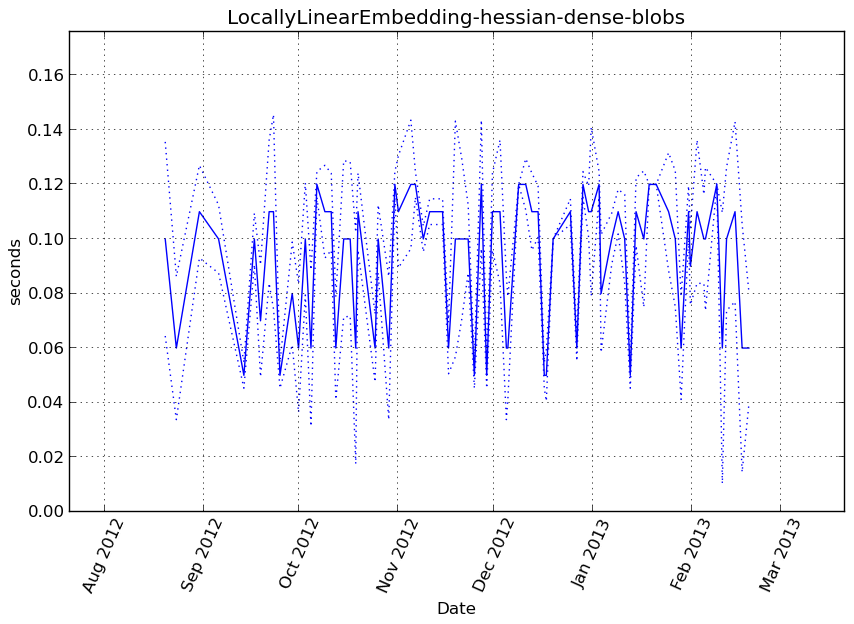 LocallyLinearEmbedding-hessian-dense-blobs
0.16
0.14
0.12
0.10
0.08
0.06
0.04
0.02
0.00
seconds
Aug 2012
Sep 2012
Oct 2012
Nov 2012
Dec 2012
Jan 2013
Feb 2013
Mar 2013
Date